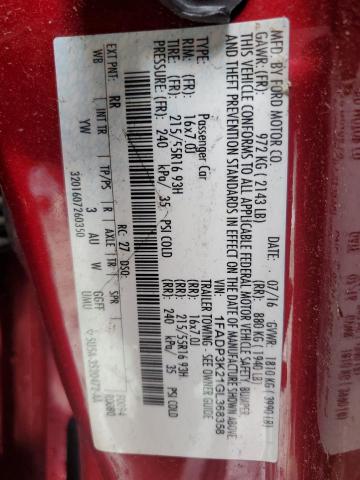 MFD. BY FORD MOTOR CO.
DATE: 07/16 GVWR: 1810 KG (3990 LB)
GAWR: (FR): 972 KG (2143 LB) (RR): 880 KG (1940 LB)
THIS VEHICLE CONFORMS TO ALL APPLICABLE FEDERAL MOTOR VEHICLE SAFETY, BUMPER
AND THEFT PREVENTION STANDARDS IN EFFECT ON THE DATE OF MANUFACTURE SHOWN ABOVE.
VIN: 1FADP3K21GL368358
TYPE: Passenger Car TRAILER TOWING
RIM: (FR): 16x7.0J (RR): 16x7.0J
TIRE: (FR): 215/55R16 93H (RR): 215/55R16 93H
PRESSURE: (FR): 240 kPa/ 35 PSI COLD (RR): 240 kPa/ 35 PSI COLD
EXT PNT: RR RC: 27 DSO:
WB INT TR TP/PS R AXLE TR SPR
YW 3 AU W GGFF UMU
3201607260350